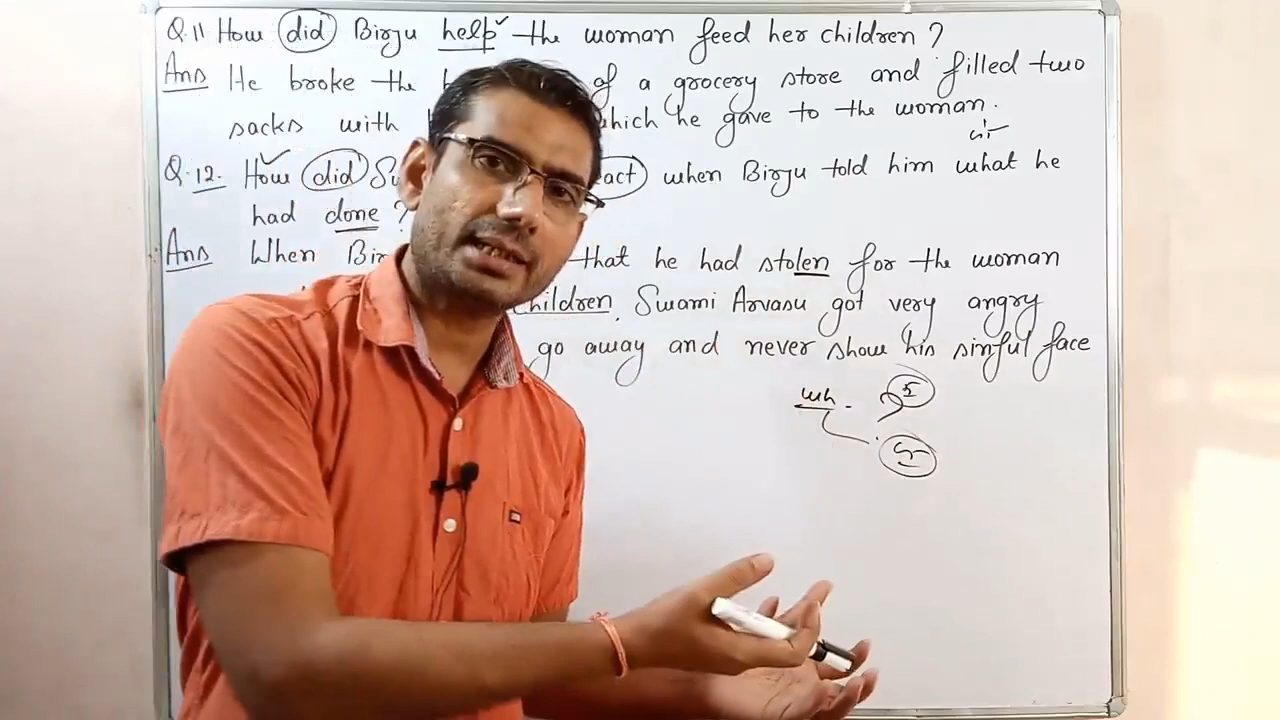 Q.11 How did Birju help the woman feed her children ?
Ans He broke the of a grocery store and filled two
sacks with which he gave to the woman.
Q.12. How did act when Birju told him what he
had done ?
Ans When that he had stolen for the woman
children, Swami Arvasu got very angry
go away and never show his sinful face
wh